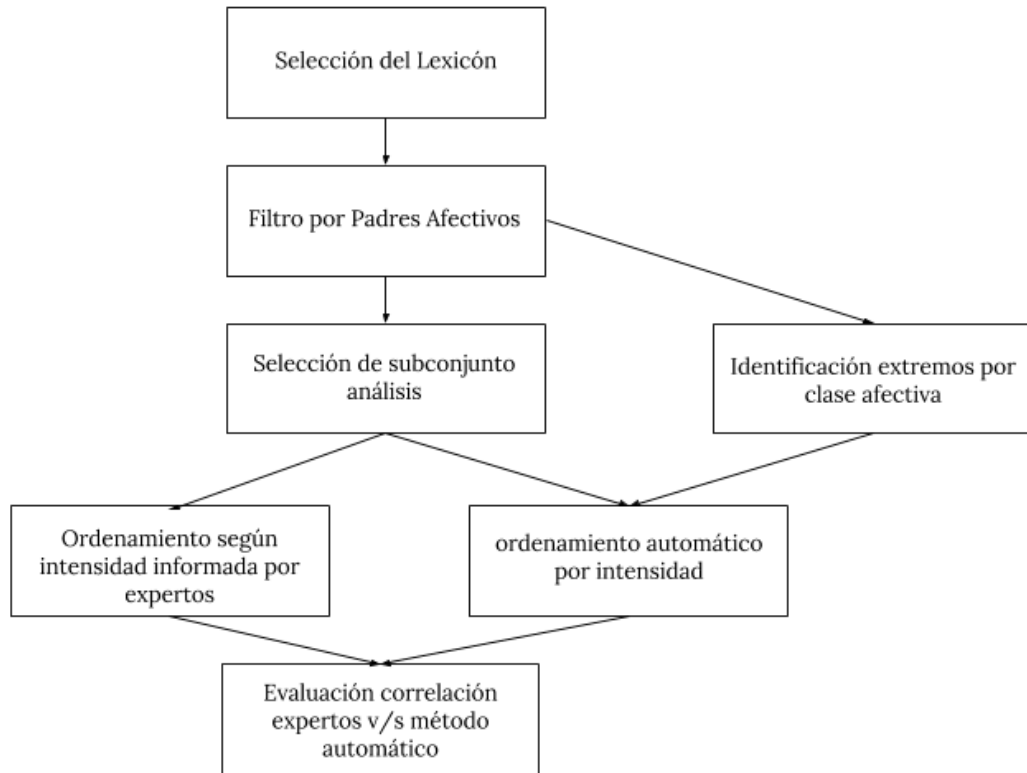 Selección del Lexicón
Filtro por Padres Afectivos
Selección de subconjunto
análisis
Identificación extremos por
clase afectiva
Ordenamiento según
intensidad informada por
expertos
ordenamiento automático
por intensidad
Evaluación correlación
expertos v/s método
automático